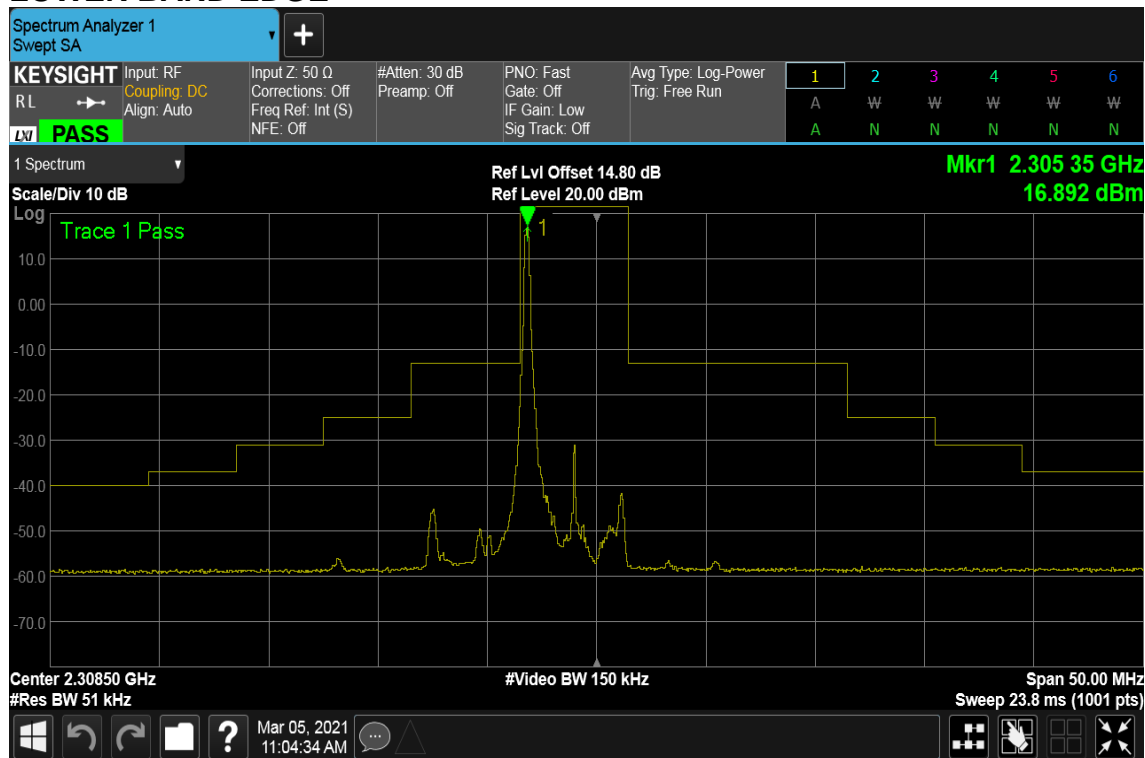 Spectrum Analyzer 1
Swept SA
+
KEYSIGHT
RL
LXI PASS
Input: RF
Coupling: DC
Align: Auto
Input Z: 50 Ω
Corrections: Off
Freq Ref: Int (S)
NFE: Off
#Atten: 30 dB
Preamp: Off
PNO: Fast
Gate: Off
IF Gain: Low
Sig Track: Off
Avg Type: Log-Power
Trig: Free Run
1 2 3 4 5 6
A W W W W W
A N N N N N
1 Spectrum
Scale/Div 10 dB
Ref Lvl Offset 14.80 dB
Ref Level 20.00 dBm
Mkr1 2.305 35 GHz
16.892 dBm
Log
Trace 1 Pass
1
10.0
0.00
-10.0
-20.0
-30.0
-40.0
-50.0
-60.0
-70.0
Center 2.30850 GHz
#Res BW 51 kHz
#Video BW 150 kHz
Span 50.00 MHz
Sweep 23.8 ms (1001 pts)
?
Mar 05, 2021
11:04:34 AM